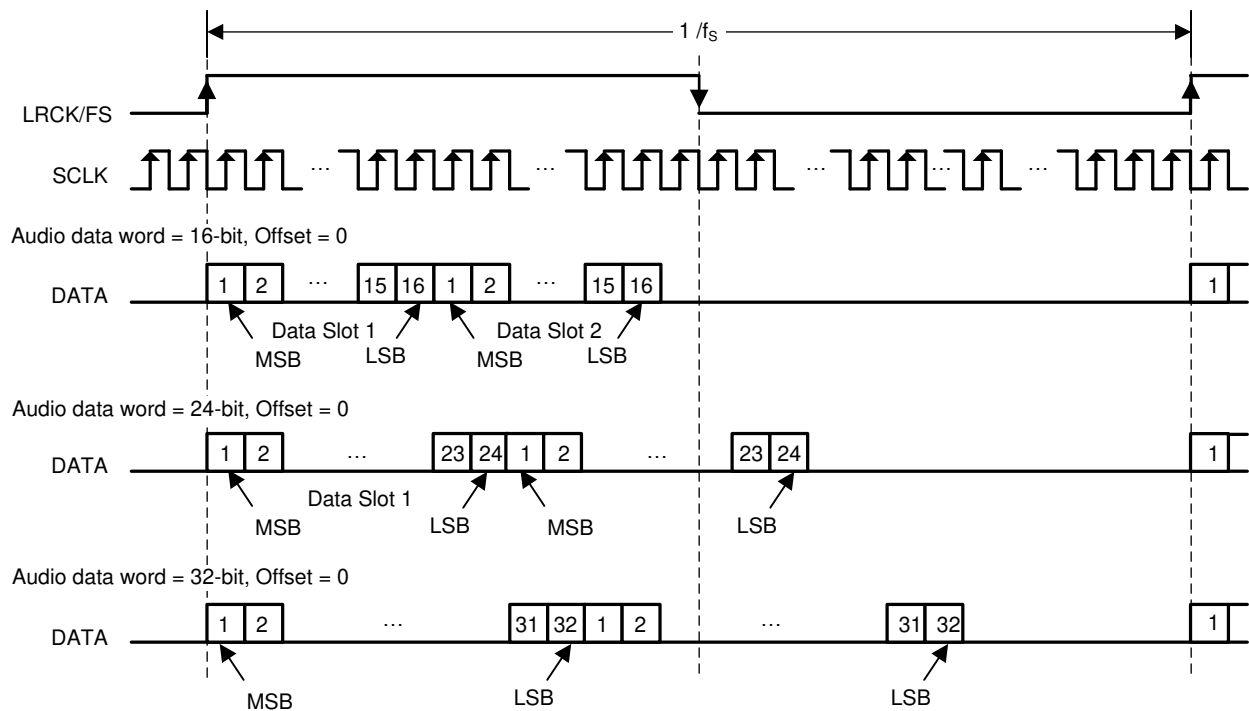 1 /fS
LRCK/FS
SCLK … … … … …
Audio data word = 16-bit, Offset = 0
DATA 1 2 … 15 16 1 2 … 15 16 1
Data Slot 1 Data Slot 2
MSB LSB MSB LSB
Audio data word = 24-bit, Offset = 0
DATA 1 2 … 23 24 1 2 … 23 24 1
Data Slot 1
MSB LSB MSB LSB
Audio data word = 32-bit, Offset = 0
DATA 1 2 … 31 32 1 2 … 31 32 1
MSB LSB LSB